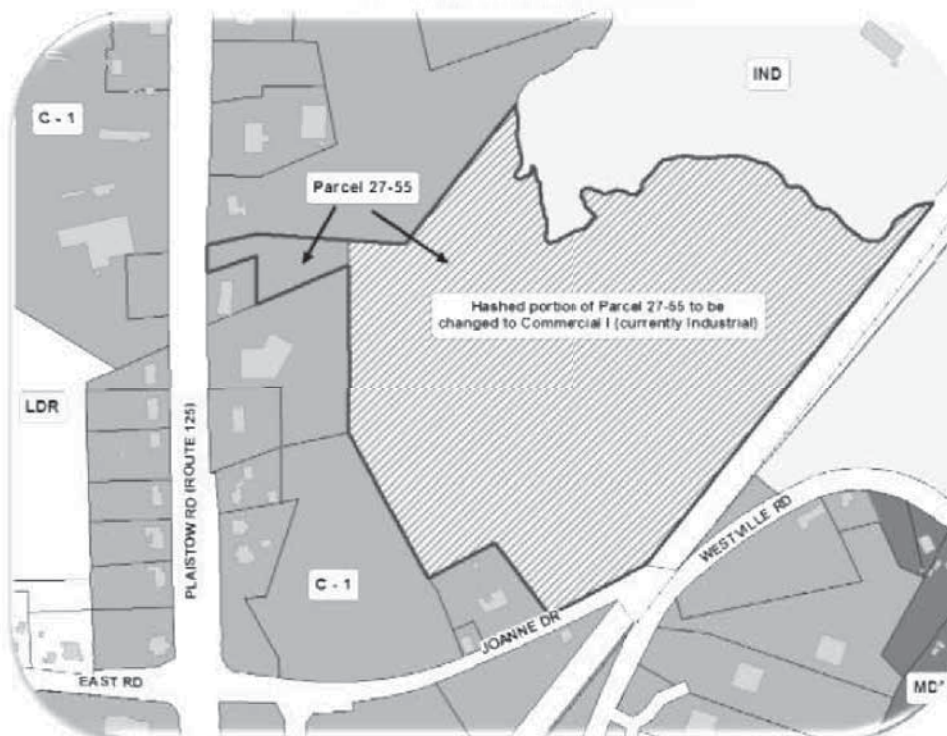 IND
C - 1
Parcel 27-55
Hashed portion of Parcel 27-55 to be
changed to Commercial I (currently Industrial)
LDR
PLAISTOW RD (ROUTE 125)
WESTVILLE RD
C - 1
JOANNE DR
EAST RD